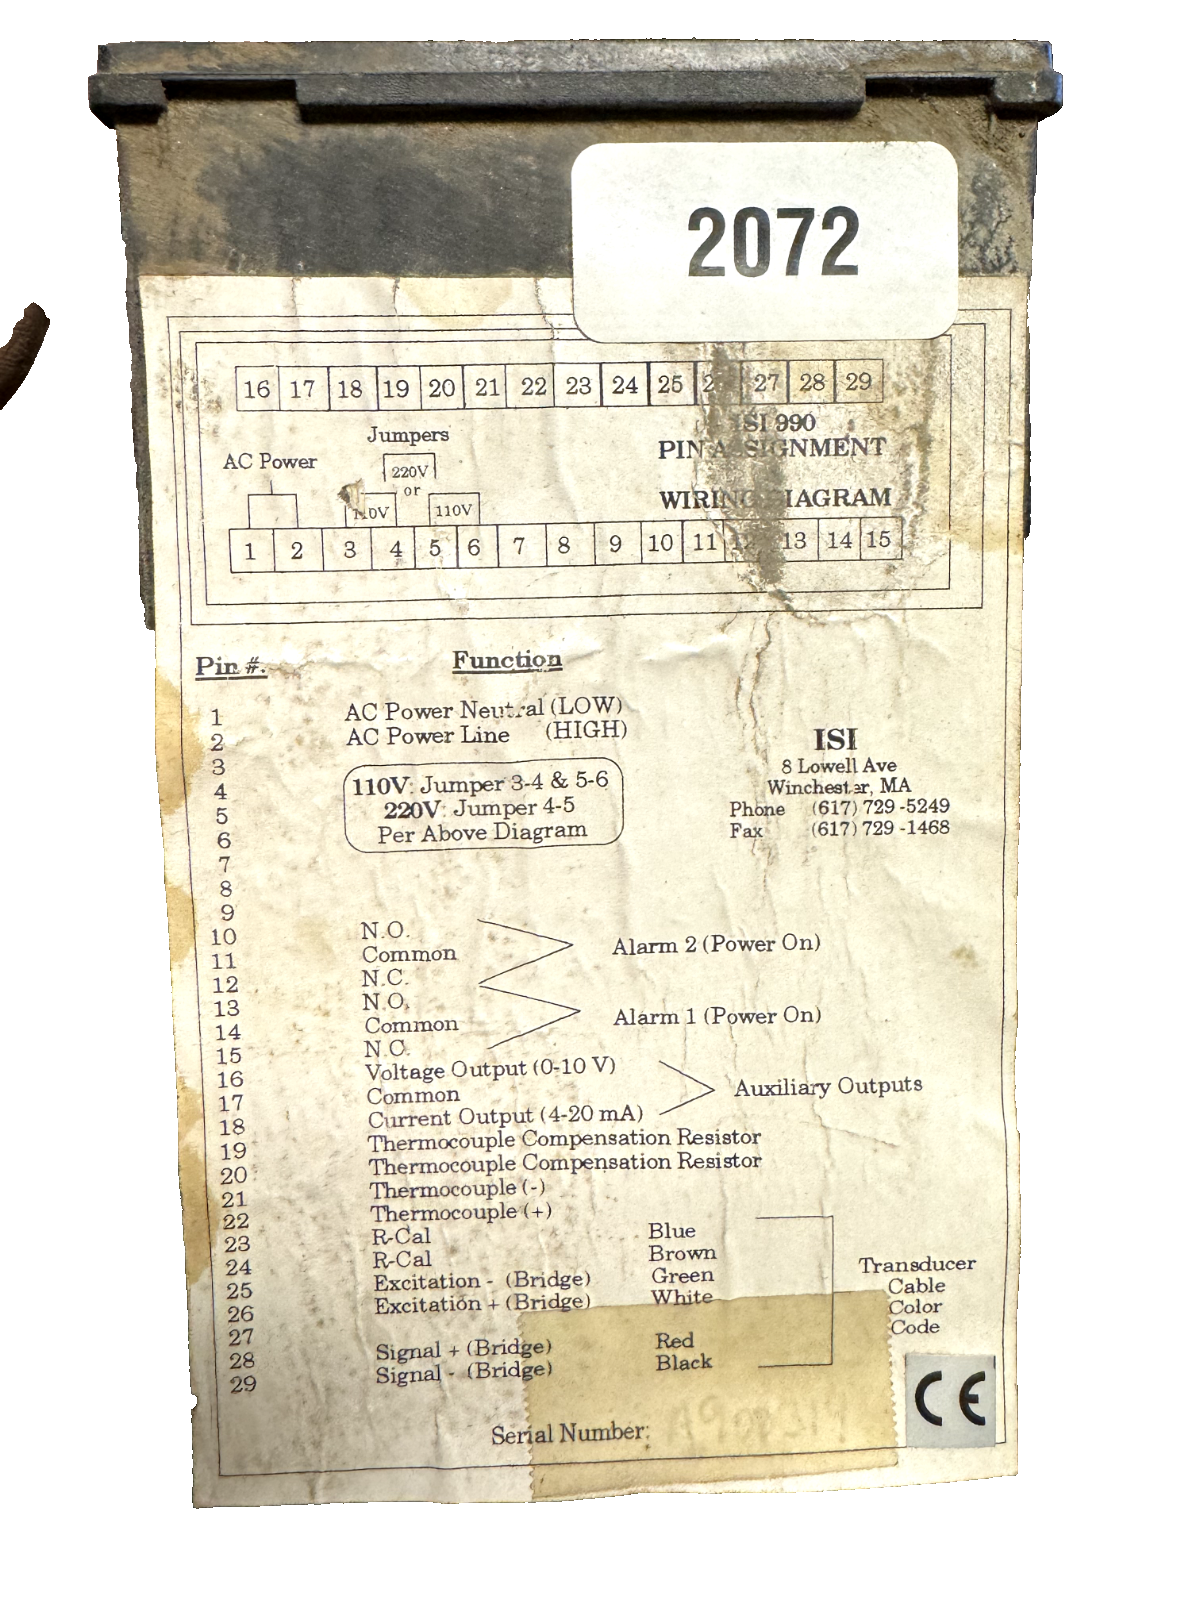 2072
16 17 18 19 20 21 22 23 24 25 27 28 29
ISI 990
Jumpers
PIN ASSIGNMENT
AC Power
220V
or
WIRING DIAGRAM
110V 110V
1 2 3 4 5 6 7 8 9 10 11 12 13 14 15
Pin #. Function
1 AC Power Neutral (LOW)
2 AC Power Line (HIGH)
3
4 110V: Jumper 3-4 & 5-6
5 220V: Jumper 4-5
6 Per Above Diagram
7
8
9
ISI
8 Lowell Ave
Winchester, MA
Phone (617) 729-5249
Fax (617) 729-1468
10 N.O.
11 Common Alarm 2 (Power On)
12 N.C.
13 N.O.
14 Common Alarm 1 (Power On)
15 N.C.
16 Voltage Output (0-10 V)
17 Common Auxiliary Outputs
18 Current Output (4-20 mA)
19 Thermocouple Compensation Resistor
20 Thermocouple Compensation Resistor
21 Thermocouple (-)
22 Thermocouple (+)
23 R-Cal Blue
24 R-Cal Brown
25 Excitation - (Bridge) Green
26 Excitation + (Bridge) White
27
28 Signal + (Bridge) Red
29 Signal - (Bridge) Black
Transducer
Cable
Color
Code
CE
Serial Number: